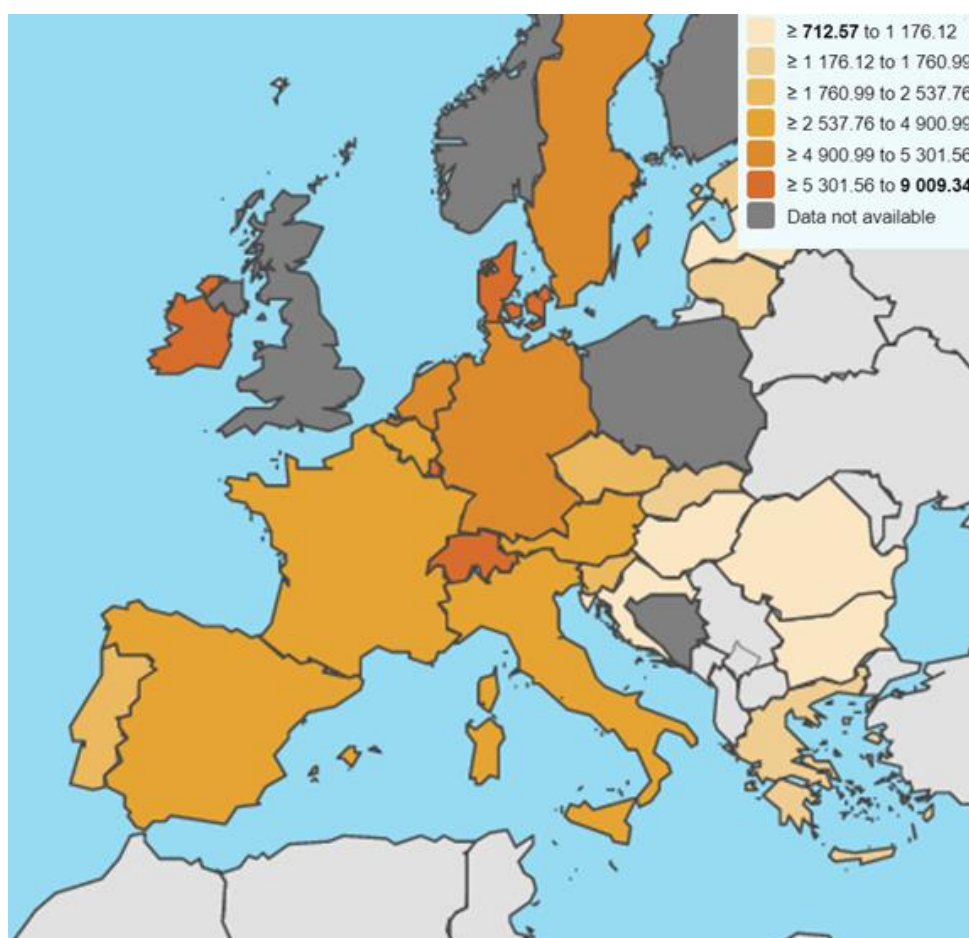 ≥ 712.57 to 1 176.12
≥ 1 176.12 to 1 760.99
≥ 1 760.99 to 2 537.76
≥ 2 537.76 to 4 900.99
≥ 4 900.99 to 5 301.56
≥ 5 301.56 to 9 009.34
Data not available